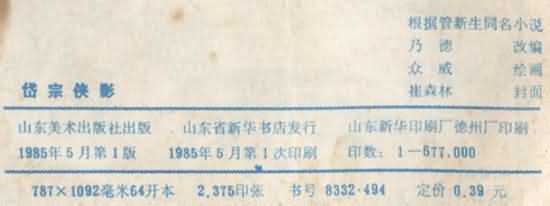 根据管新生同名小说
乃德 改编
众威 绘画
岱宗侠影 崔森林 封面
山东美术出版社出版 山东省新华书店发行 山东新华印刷厂德州厂印刷
1985年5月第1版 1985年5月第1次印刷 印数：1—677.000
787×1092毫米64开本 2.375印张 书号 8332·494 定价 0.39 元